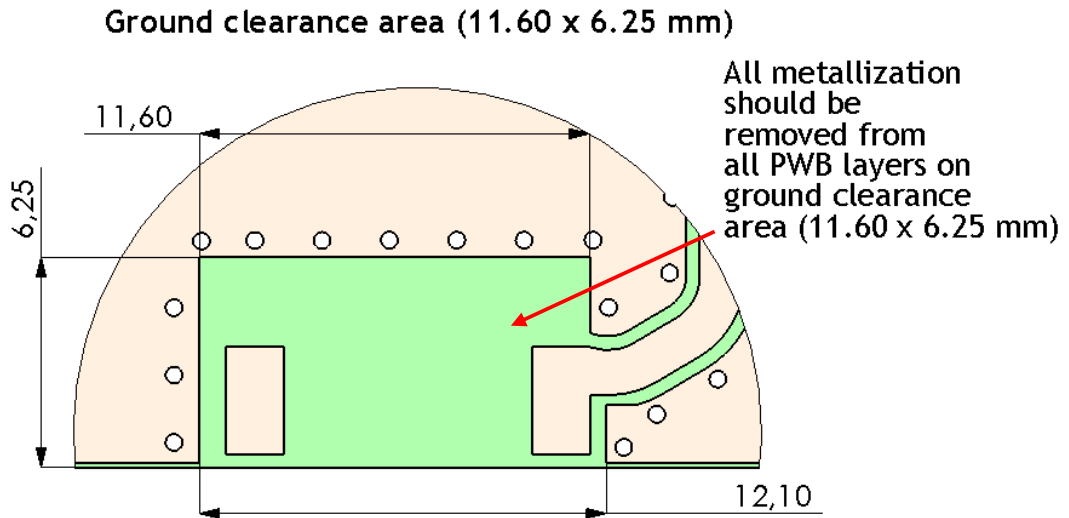 Ground clearance area (11.60 x 6.25 mm)
All metallization
should be
removed from
all PWB layers on
ground clearance
area (11.60 x 6.25 mm)
11,60
6,25
12,10